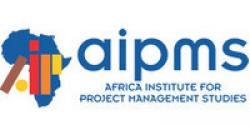 aipms
AFRICA INSTITUTE FOR
PROJECT MANAGEMENT STUDIES